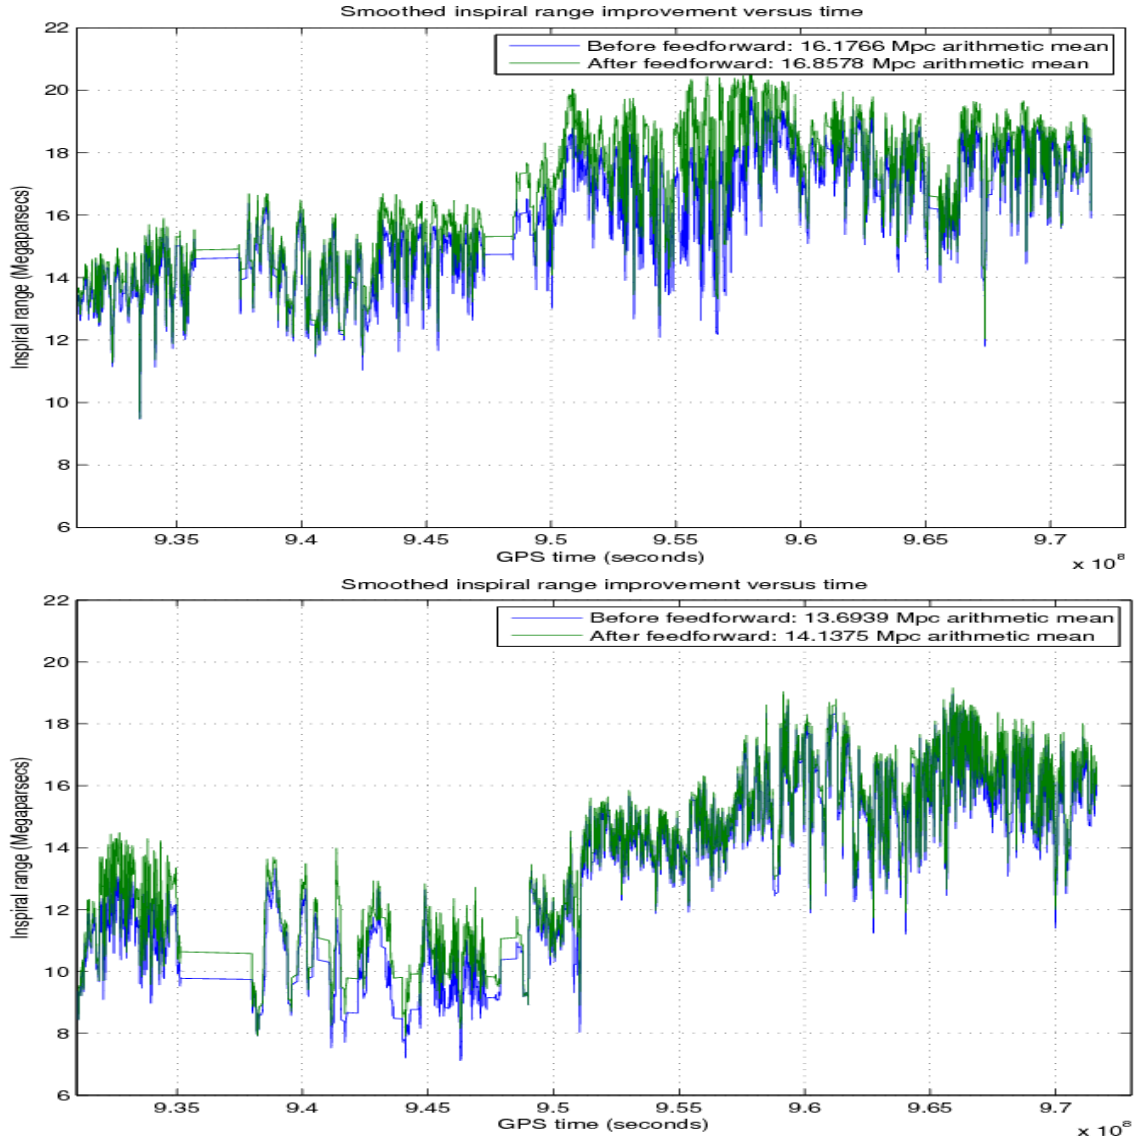 Smoothed inspiral range improvement versus time
22
Before feedforward: 16.1766 Mpc arithmetic mean
After feedforward: 16.8578 Mpc arithmetic mean
20
18
16
14
12
10
8
6
Inspiral range (Megaparsecs)
9.35 9.4 9.45 9.5 9.55 9.6 9.65 9.7
GPS time (seconds)
x 10^8
Smoothed inspiral range improvement versus time
22
Before feedforward: 13.6939 Mpc arithmetic mean
After feedforward: 14.1375 Mpc arithmetic mean
20
18
16
14
12
10
8
6
Inspiral range (Megaparsecs)
9.35 9.4 9.45 9.5 9.55 9.6 9.65 9.7
GPS time (seconds)
x 10^8